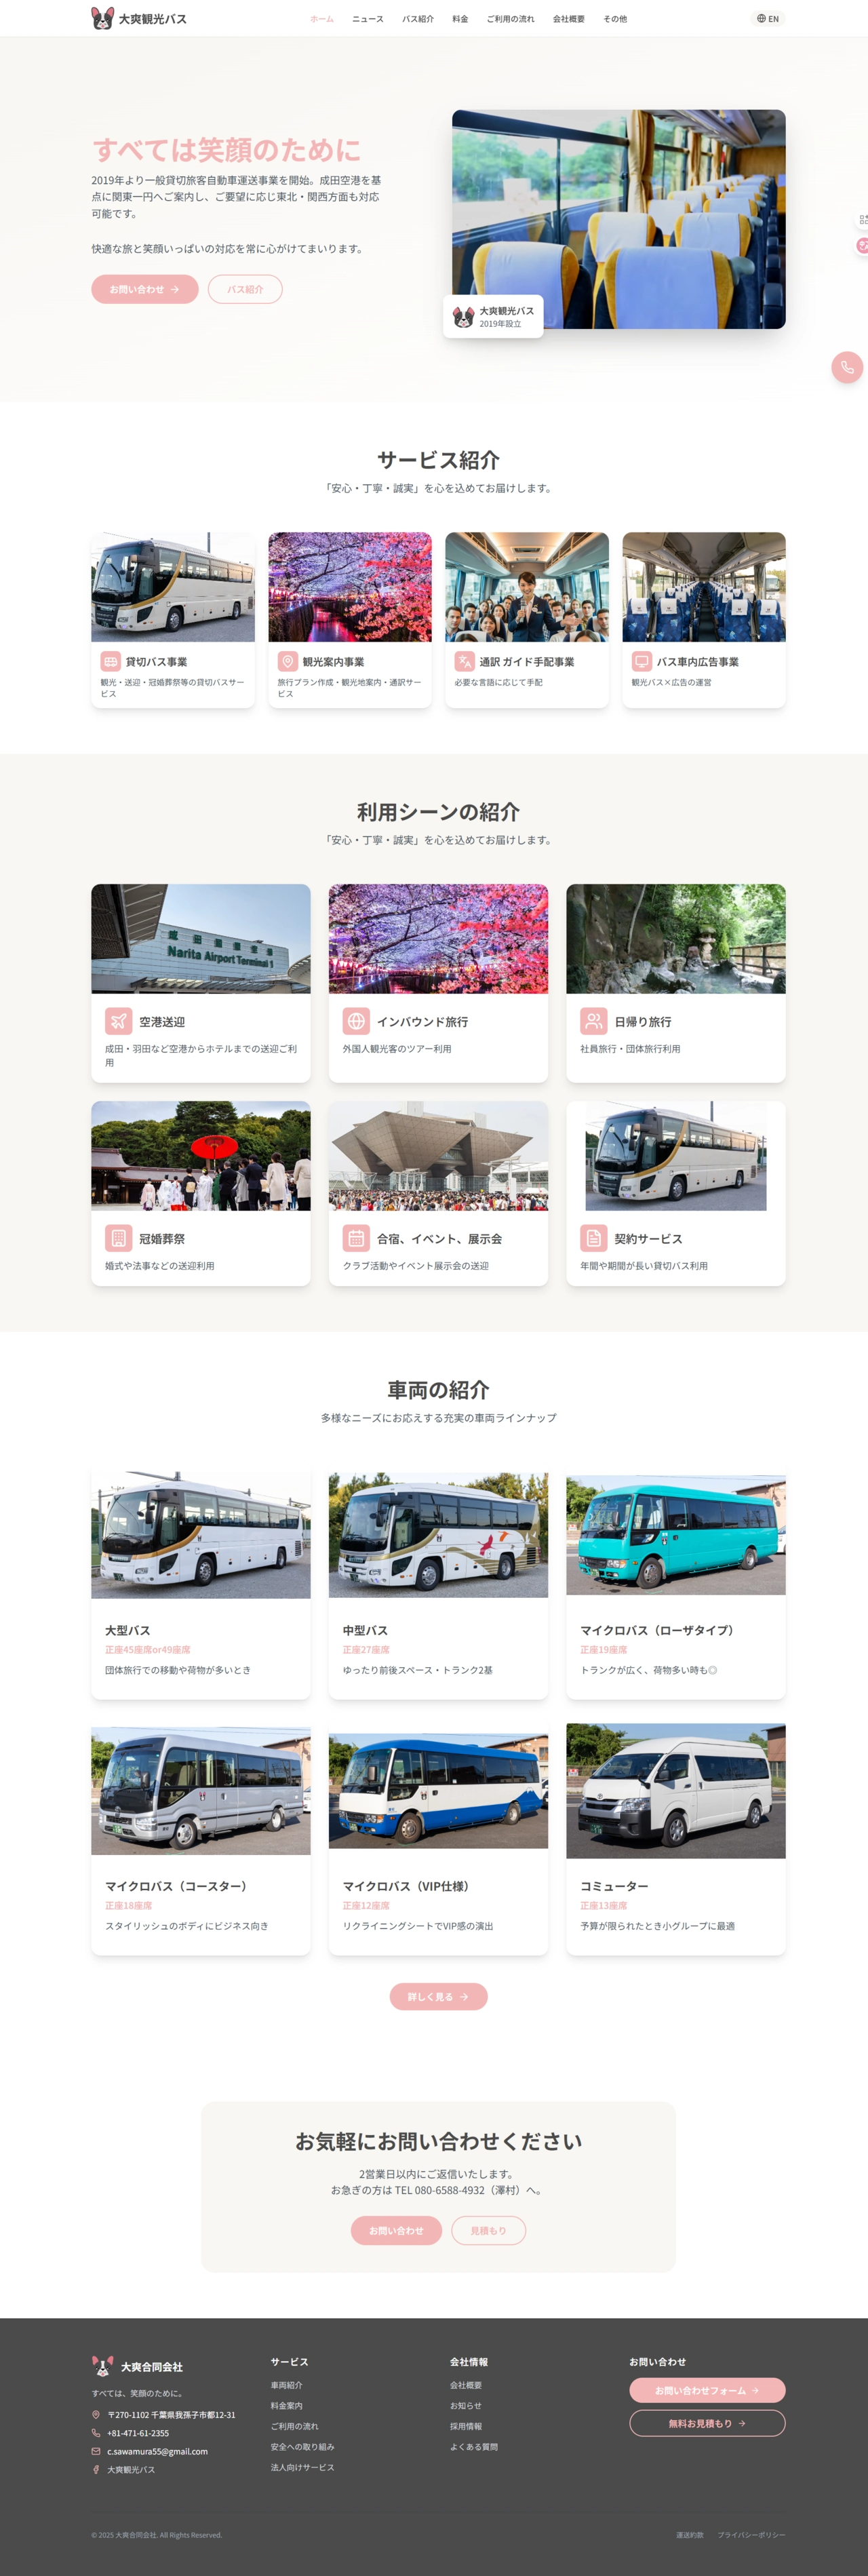 大爽観光バス
ホーム
ニュース
バス紹介
料金
ご利用の流れ
会社概要
その他
EN
すべては笑顔のために
2019年より一般貸切旅客自動車運送事業を開始。成田空港を基
点に関東一円へご案内し、ご要望に応じ東北・関西方面も対応
可能です。
快適な旅と笑顔いっぱいの対応を常に心がけてまいります。
お問い合わせ
バス紹介
大爽観光バス
2019年設立
サービス紹介
「安心・丁寧・誠実」を心を込めてお届けします。
貸切バス事業
観光・送迎・冠婚葬祭等の貸切バスサー
ビス
観光案内事業
旅行プラン作成・観光地案内・通訳サー
ビス
通訳 ガイド手配事業
必要な言語に応じて手配
バス車内広告事業
観光バス×広告の運営
利用シーンの紹介
「安心・丁寧・誠実」を心を込めてお届けします。
Narita Airport Terminal 1
空港送迎
成田・羽田など空港からホテルまでの送迎ご利
用
インバウンド旅行
外国人観光客のツアー利用
日帰り旅行
社員旅行・団体旅行利用
冠婚葬祭
婚式や法事などの送迎利用
合宿、イベント、展示会
クラブ活動やイベント展示会の送迎
契約サービス
年間や期間が長い貸切バス利用
車両の紹介
多様なニーズにお応えする充実の車両ラインナップ
大型バス
正座45座席or49座席
団体旅行での移動や荷物が多いとき
中型バス
正座27座席
ゆったり前後スペース・トランク2基
マイクロバス（ローザタイプ）
正座19座席
トランクが広く、荷物多い時も◎
マイクロバス（コースター）
正座18座席
スタイリッシュのボディにビジネス向き
マイクロバス（VIP仕様）
正座12座席
リクライニングシートでVIP感の演出
コミューター
正座13座席
予算が限られたとき小グループに最適
詳しく見る
お気軽にお問い合わせください
2営業日以内にご返信いたします。
お急ぎの方は TEL 080-6588-4932（澤村）へ。
お問い合わせ
見積もり
大爽合同会社
すべては、笑顔のために。
〒270-1102 千葉県我孫子市都12-31
+81-471-61-2355
c.sawamura55@gmail.com
大爽観光バス
サービス
車両紹介
料金案内
ご利用の流れ
安全への取り組み
法人向けサービス
会社情報
会社概要
お知らせ
採用情報
よくある質問
お問い合わせ
お問い合わせフォーム
無料お見積もり
© 2025 大爽合同会社. All Rights Reserved.
運送約款
プライバシーポリシー